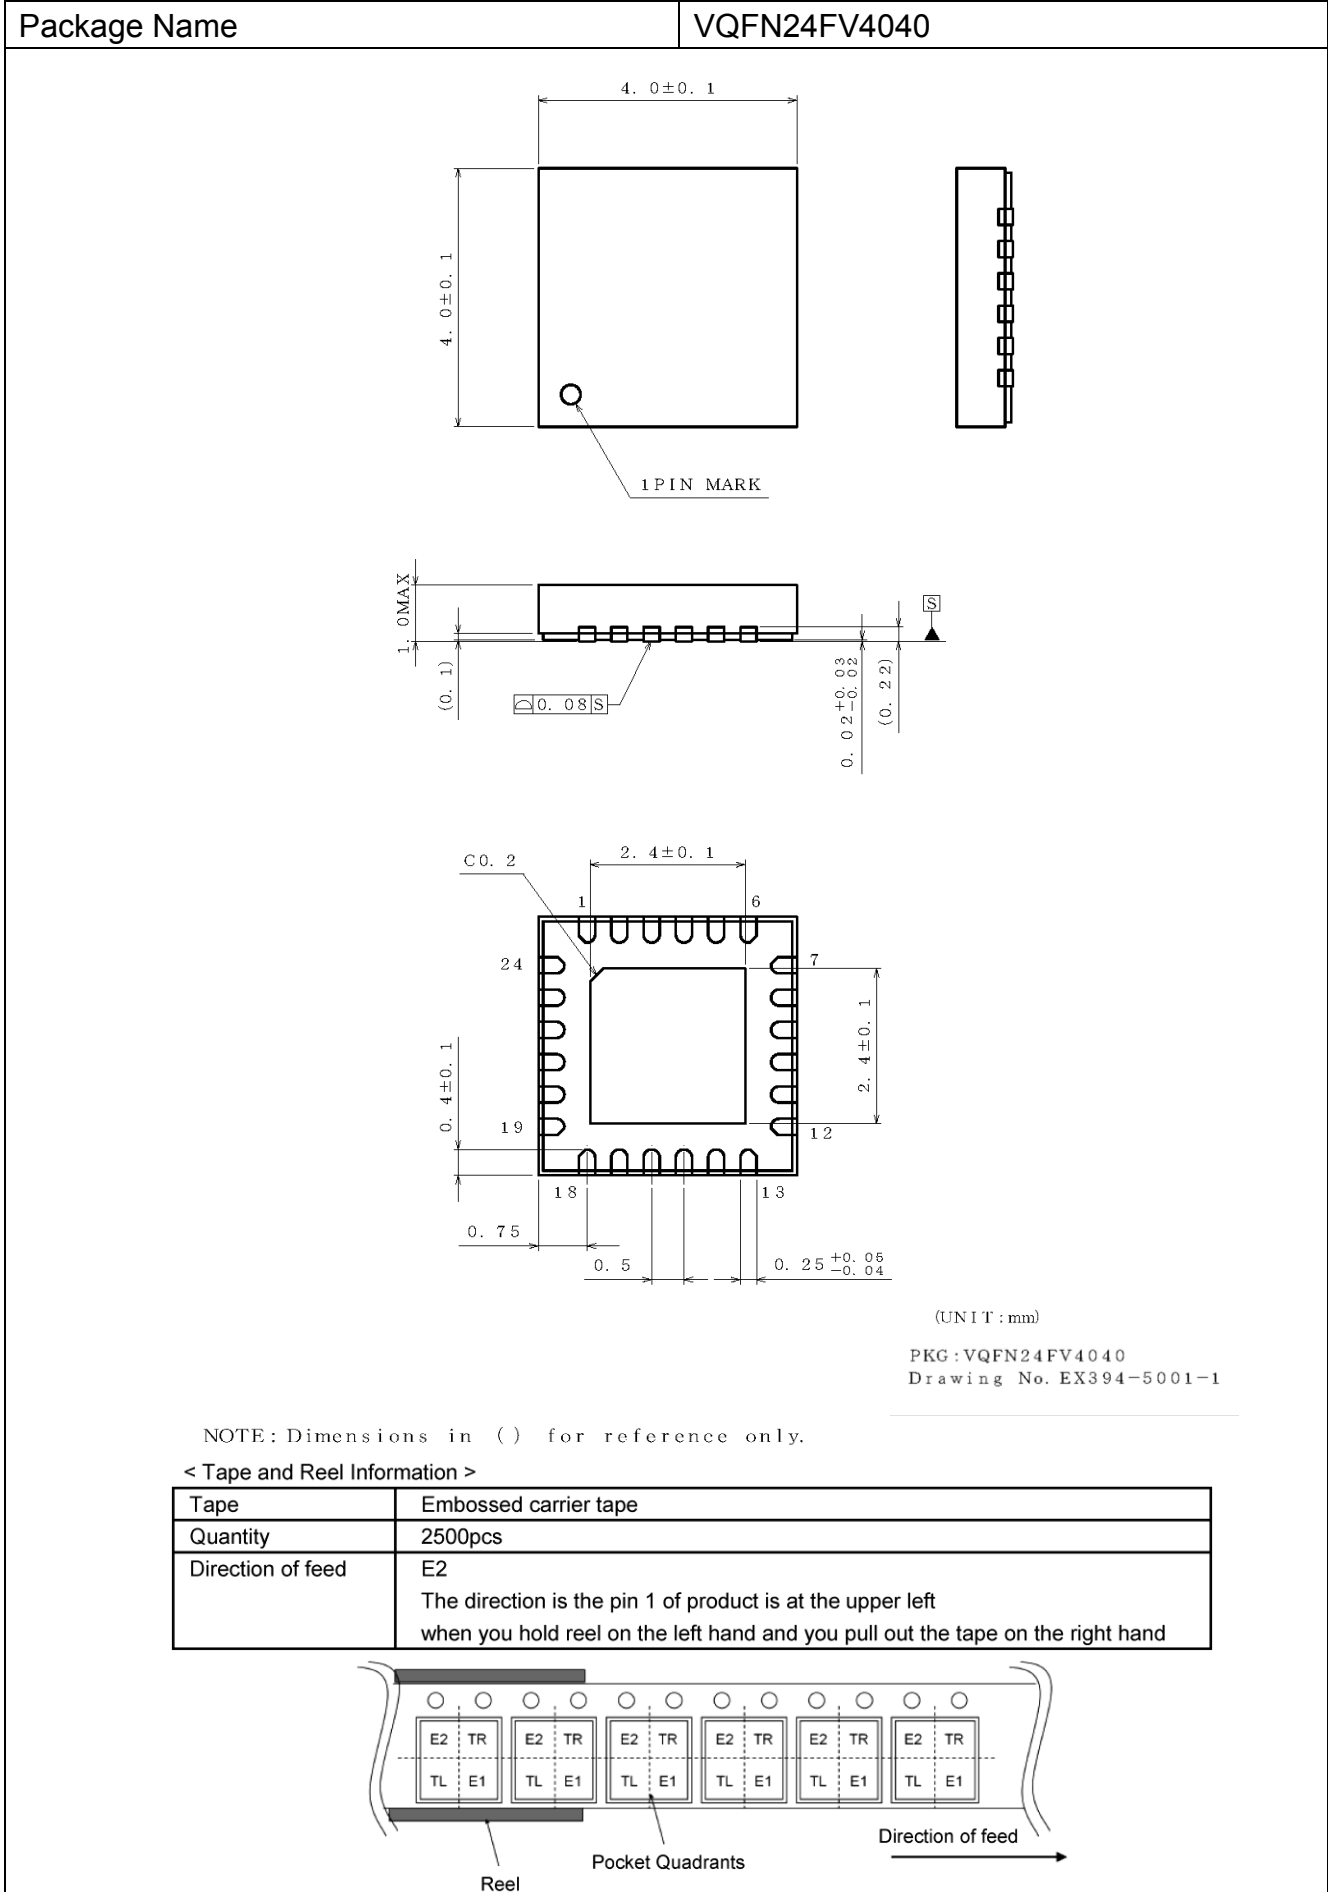 Package Name
VQFN24FV4040
4. 0±0. 1
4. 0±0. 1
1PIN MARK
1. 0MAX
(0. 1)
⌓ 0. 08 S
S
0. 02 +0. 03 −0. 02
(0. 22)
C0. 2
2. 4±0. 1
1
6
24
7
2. 4±0. 1
0. 4±0. 1
19
12
18
13
0. 75
0. 5
0. 25 +0. 05 −0. 04
(UNIT:mm)
PKG:VQFN24FV4040
Drawing No. EX394−5001−1
NOTE: Dimensions in () for reference only.
< Tape and Reel Information >
Tape
Embossed carrier tape
Quantity
2500pcs
Direction of feed
E2
The direction is the pin 1 of product is at the upper left
when you hold reel on the left hand and you pull out the tape on the right hand
E2 TR E2 TR E2 TR E2 TR E2 TR E2 TR
TL E1 TL E1 TL E1 TL E1 TL E1 TL E1
Direction of feed
Pocket Quadrants
Reel